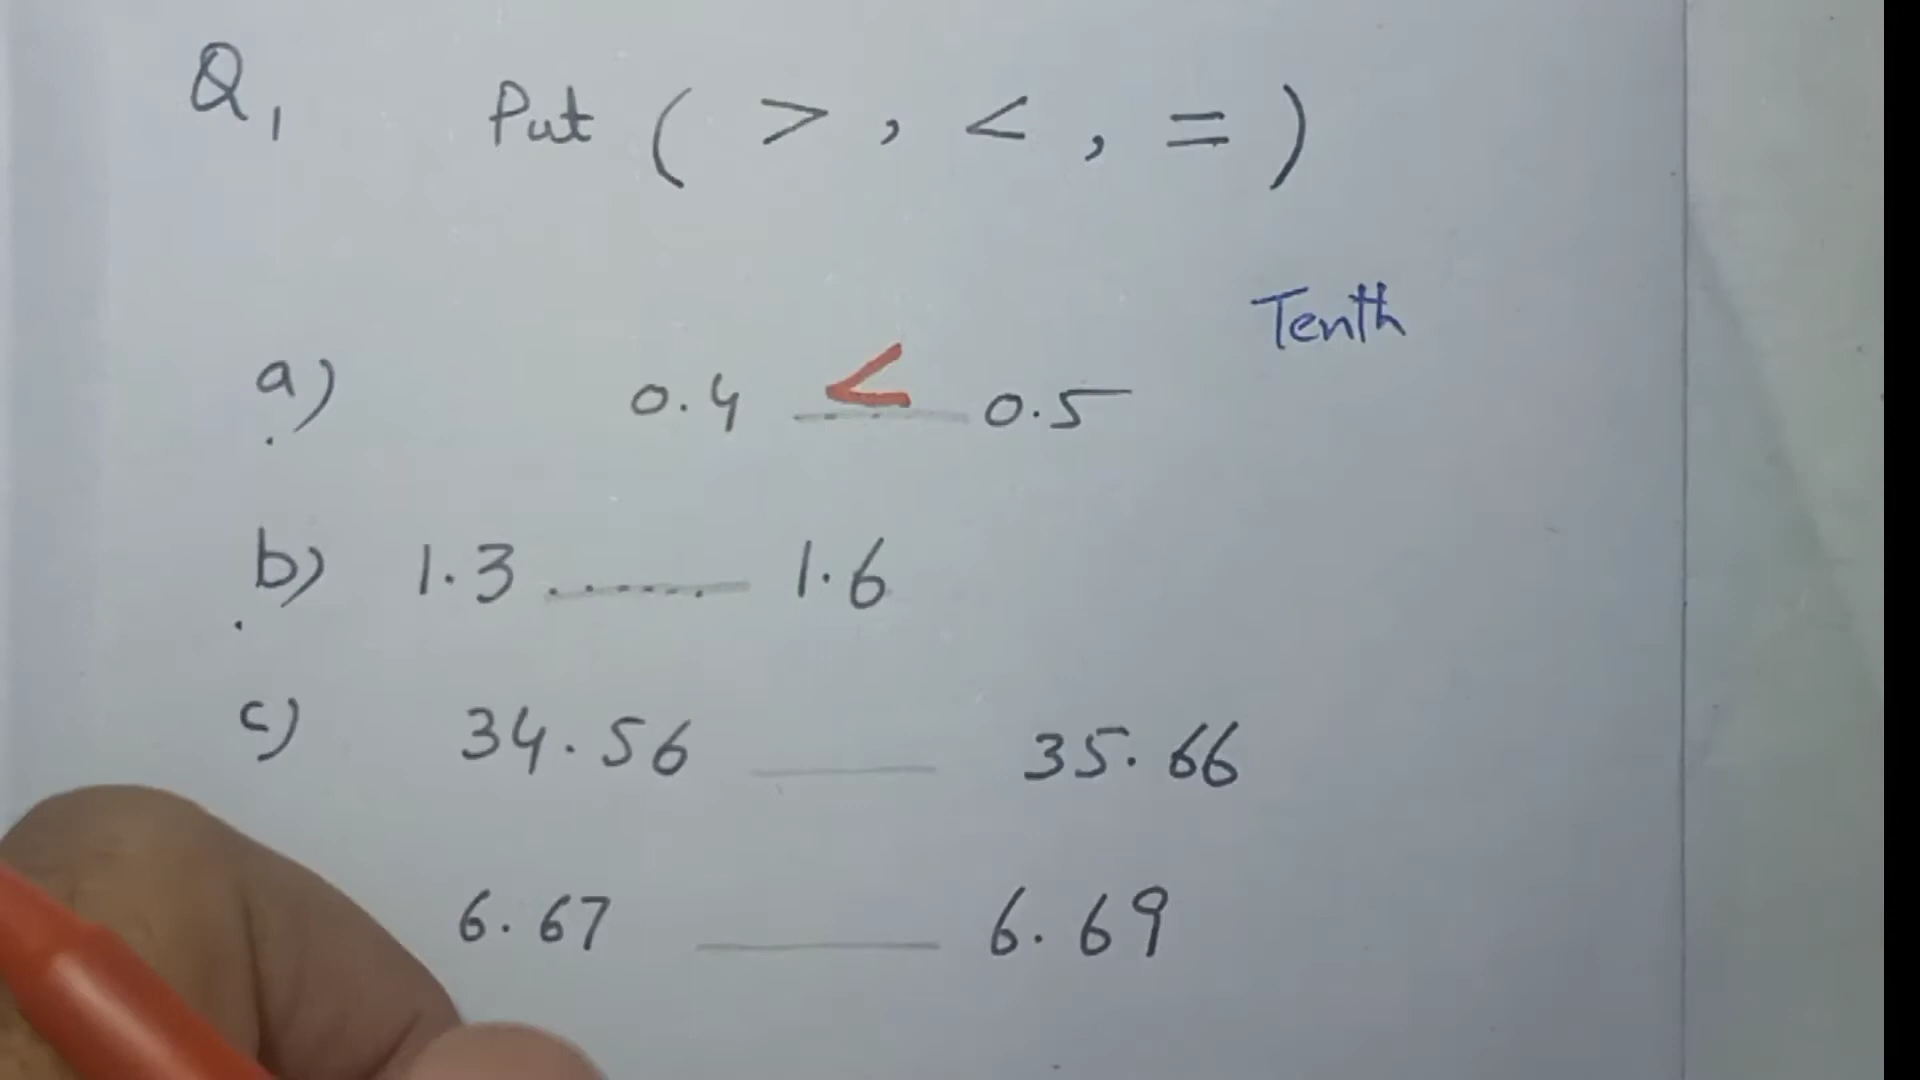 Q1 Put ( > , < , = )
Tenth
a) 0.4 < 0.5
b) 1.3 ....... 1.6
c) 34.56 ____ 35.66
6.67 ____ 6.69